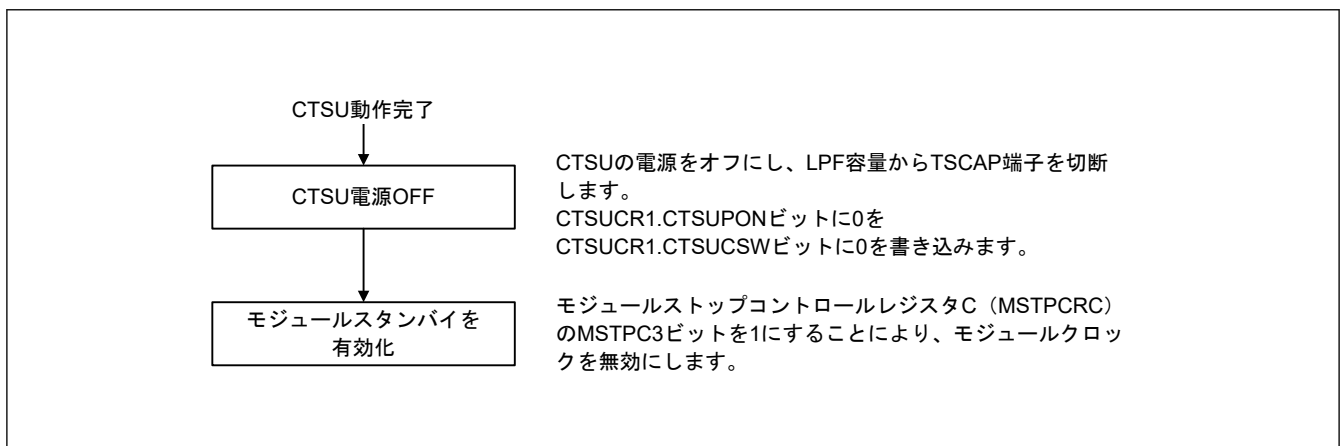 CTSU動作完了
CTSU電源OFF
CTSUの電源をオフにし、LPF容量からTSCAP端子を切断
します。
CTSUCR1.CTSUPONビットに0を
CTSUCR1.CTSUCSWビットに0を書き込みます。
モジュールスタンバイを
有効化
モジュールストップコントロールレジスタC（MSTPCRC）
のMSTPC3ビットを1にすることにより、モジュールクロッ
クを無効にします。